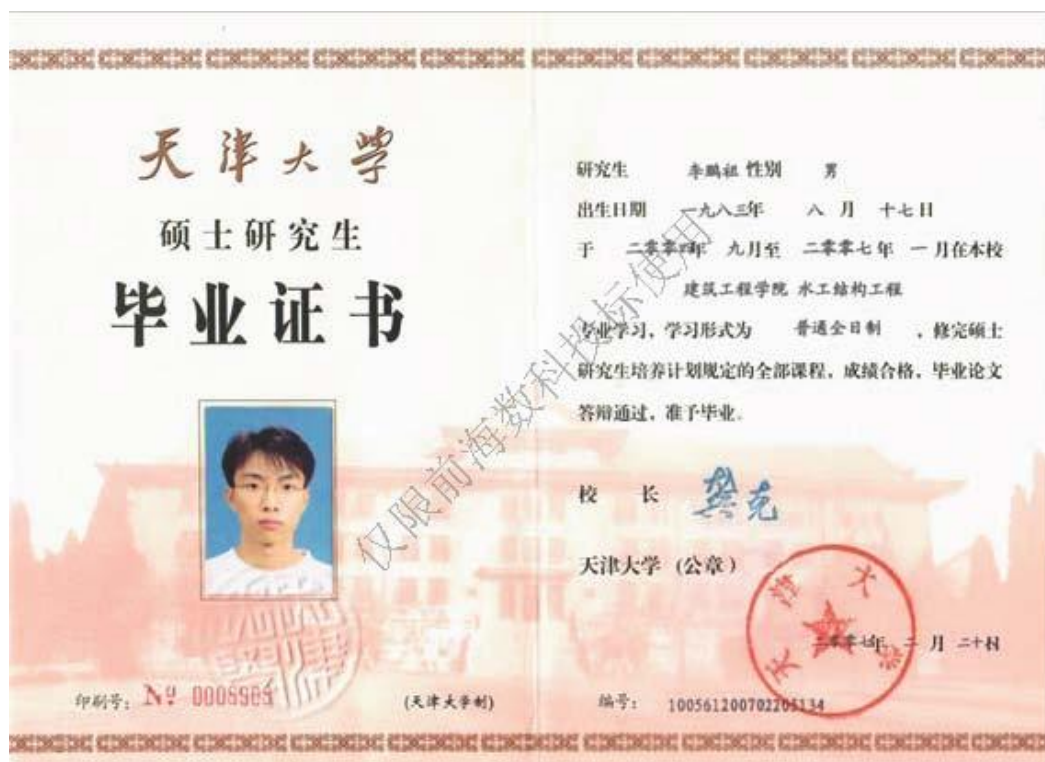 天津大学
硕士研究生
毕业证书
印刷号:
(天津大学制)
研究生 李鹏祖 性别 男
出生日期 一九八三年 八月 十七日
于 二零零四年 九月至 二零零七年 一月在本校
建筑工程学院 水工结构工程
专业学习,学习形式为 普通全日制 ,修完硕士
研究生培养计划规定的全部课程,成绩合格,毕业论文
答辩通过,准予毕业。
校 长 龚克
天津大学(公章)
天津大学
二零零七年 二月 二十
编号: 100561200702205134
仅限前海数科投标使用